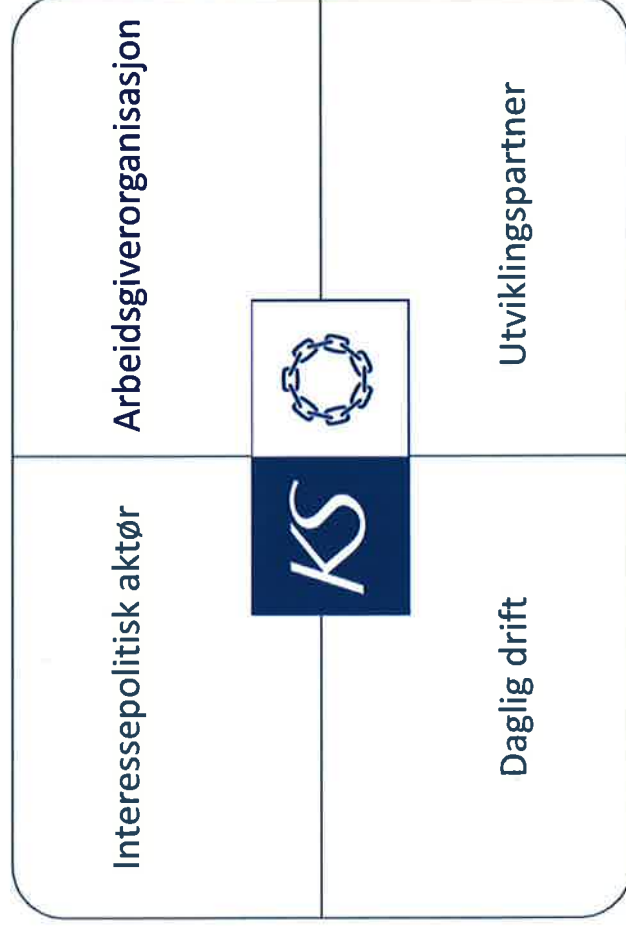 Interessepolitisk aktør
Arbeidsgiverorganisasjon
KS
Daglig drift
Utviklingspartner